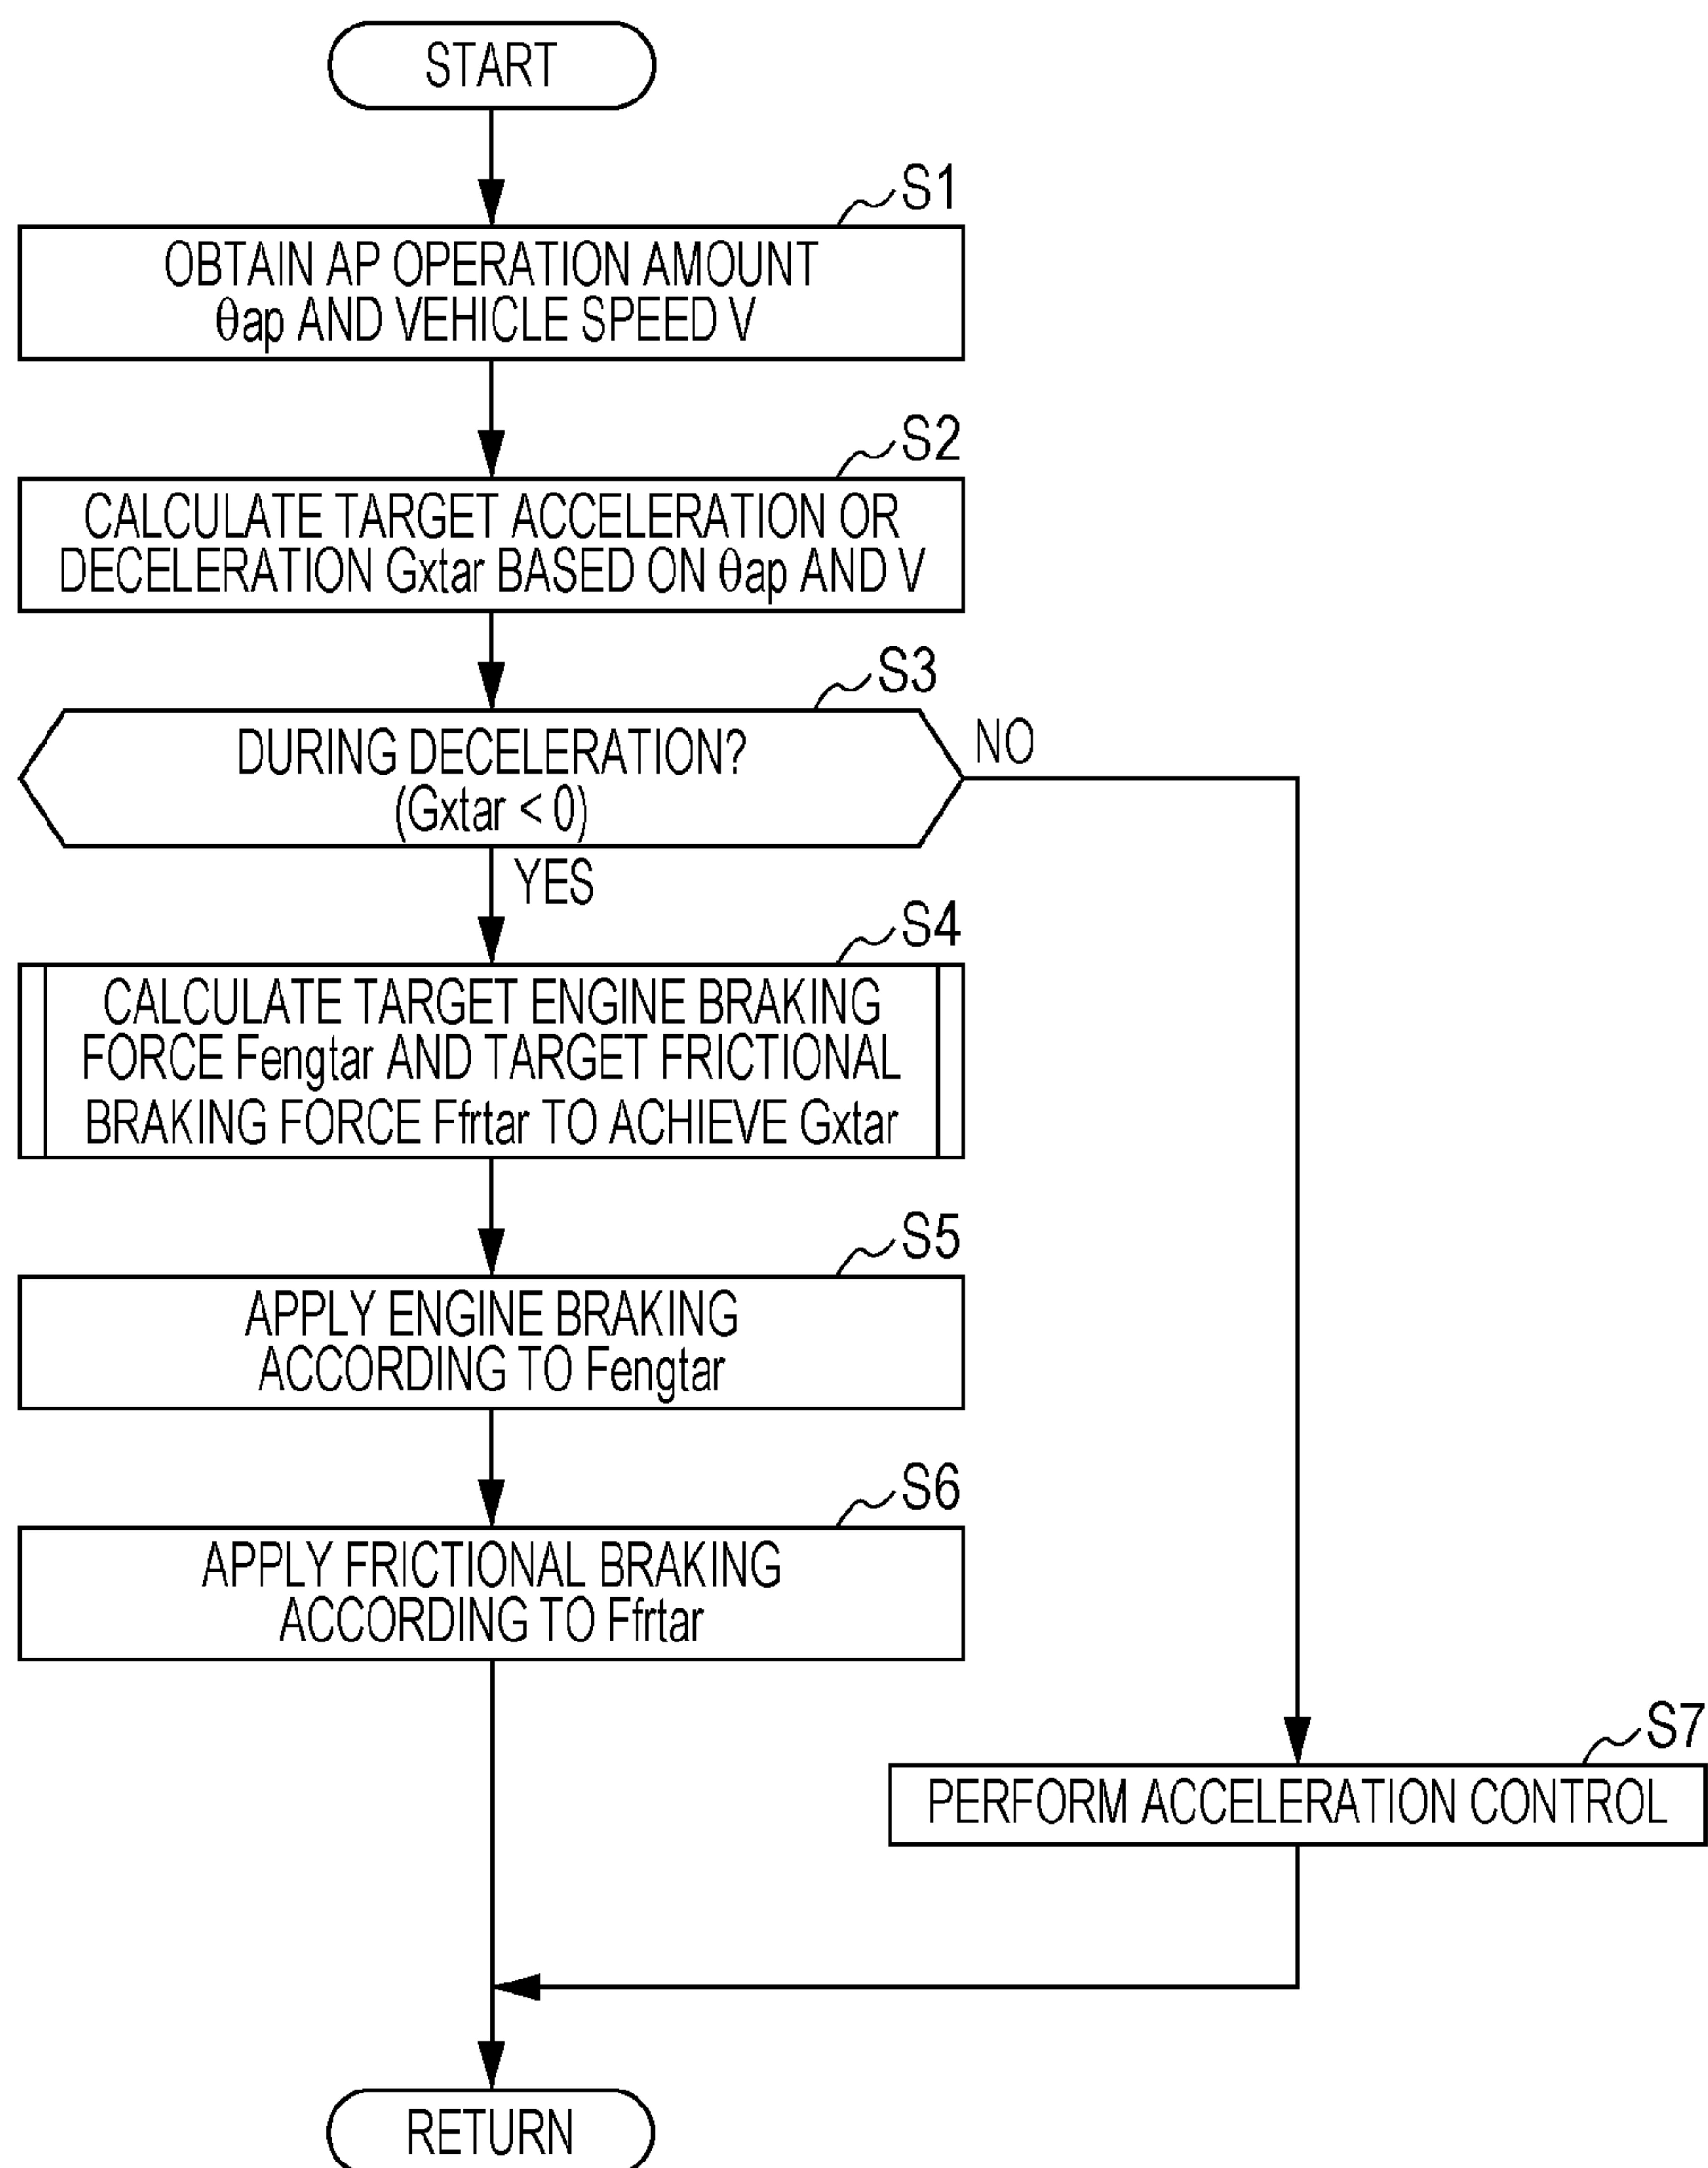 START
S1
OBTAIN AP OPERATION AMOUNT
θap AND VEHICLE SPEED V
S2
CALCULATE TARGET ACCELERATION OR
DECELERATION Gxtar BASED ON θap AND V
S3
DURING DECELERATION?
(Gxtar < 0)
NO
YES
S4
CALCULATE TARGET ENGINE BRAKING
FORCE Fengtar AND TARGET FRICTIONAL
BRAKING FORCE Ffrtar TO ACHIEVE Gxtar
S5
APPLY ENGINE BRAKING
ACCORDING TO Fengtar
S6
APPLY FRICTIONAL BRAKING
ACCORDING TO Ffrtar
S7
PERFORM ACCELERATION CONTROL
RETURN